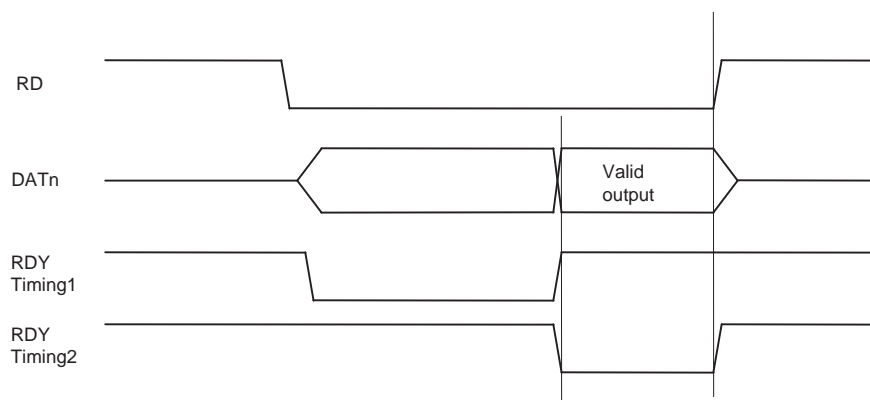 RD
DATn
Valid
output
RDY
Timing1
RDY
Timing2